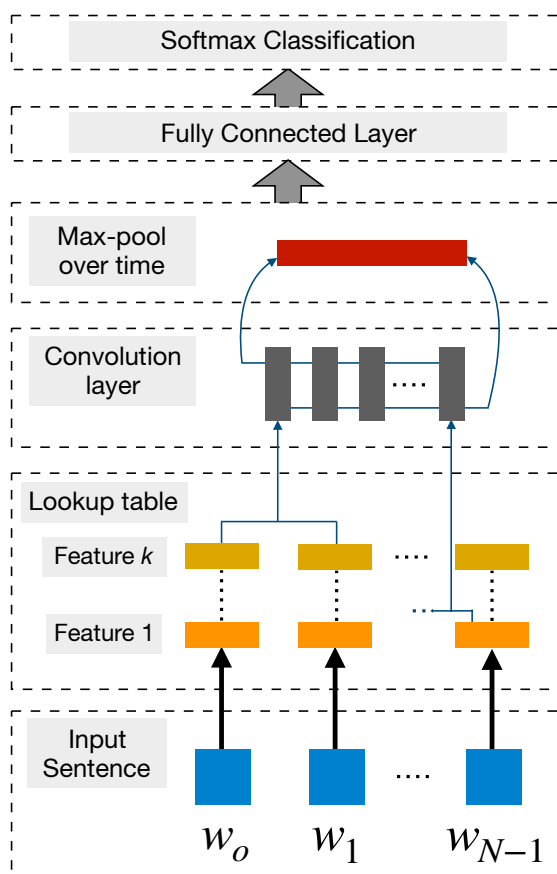 Softmax Classification
Fully Connected Layer
Max-pool
over time
Convolution
layer
....
Lookup table
Feature k
....
Feature 1
Input
Sentence
....
w_o w_1 w_{N−1}